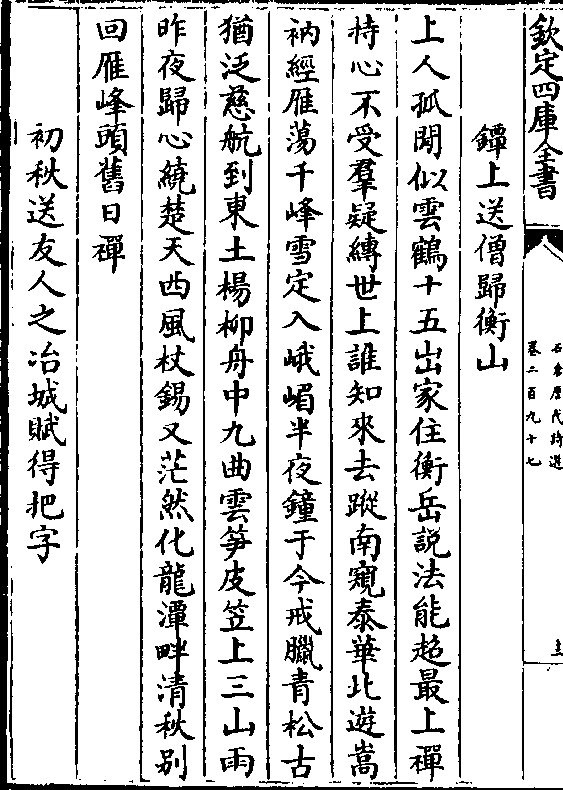 欽定四庫全書
石倉歷代詩選
卷二百九十七
鐔上送僧歸衡山
上人孤閒似雲鶴十五出家住衡岳說法能超最上禪
持心不受羣疑縛世上誰知來去蹤南窺泰華北遊嵩
衲經雁蕩千峰雪定入峨嵋半夜鐘于今戒臘青松古
猶泛慈航到東土楊柳舟中九曲雲笋皮笠上三山雨
昨夜歸心繞楚天西風杖錫又茫然化龍潭畔清秋别
回雁峰頭舊日禪
初秋送友人之冶城賦得把字